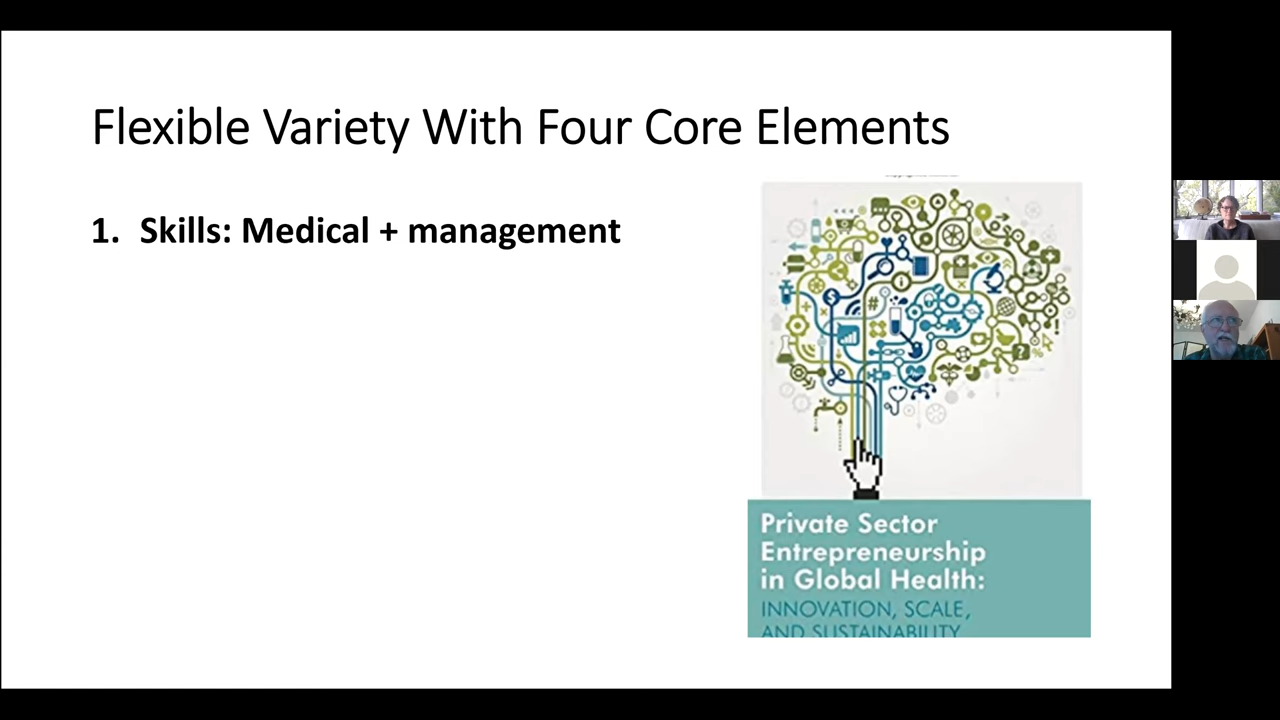 Flexible Variety With Four Core Elements
1. Skills: Medical + management
Private Sector
Entrepreneurship
in Global Health:
INNOVATION, SCALE,
AND SUSTAINABILITY